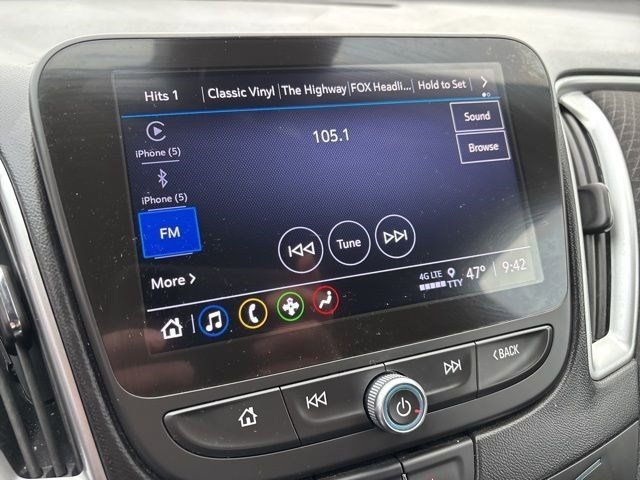 Hits 1 Classic Vinyl The Highway FOX Headli... Hold to Set
iPhone (5)
105.1
Sound
Browse
iPhone (5)
FM
Tune
More
4G LTE
TTY
47°
9:42
BACK